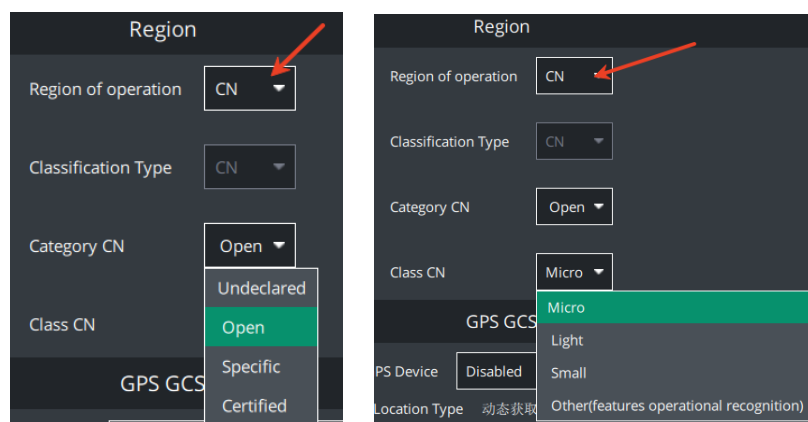 Region
Region of operation CN
Classification Type CN
Category CN Open
Undeclared
Open
Class CN
Specific
GPS GCS
Certified
Region
Region of operation CN
Classification Type CN
Category CN Open
Class CN Micro
Micro
GPS GCS
Light
PS Device Disabled
Small
Location Type 动态获取
Other(features operational recognition)